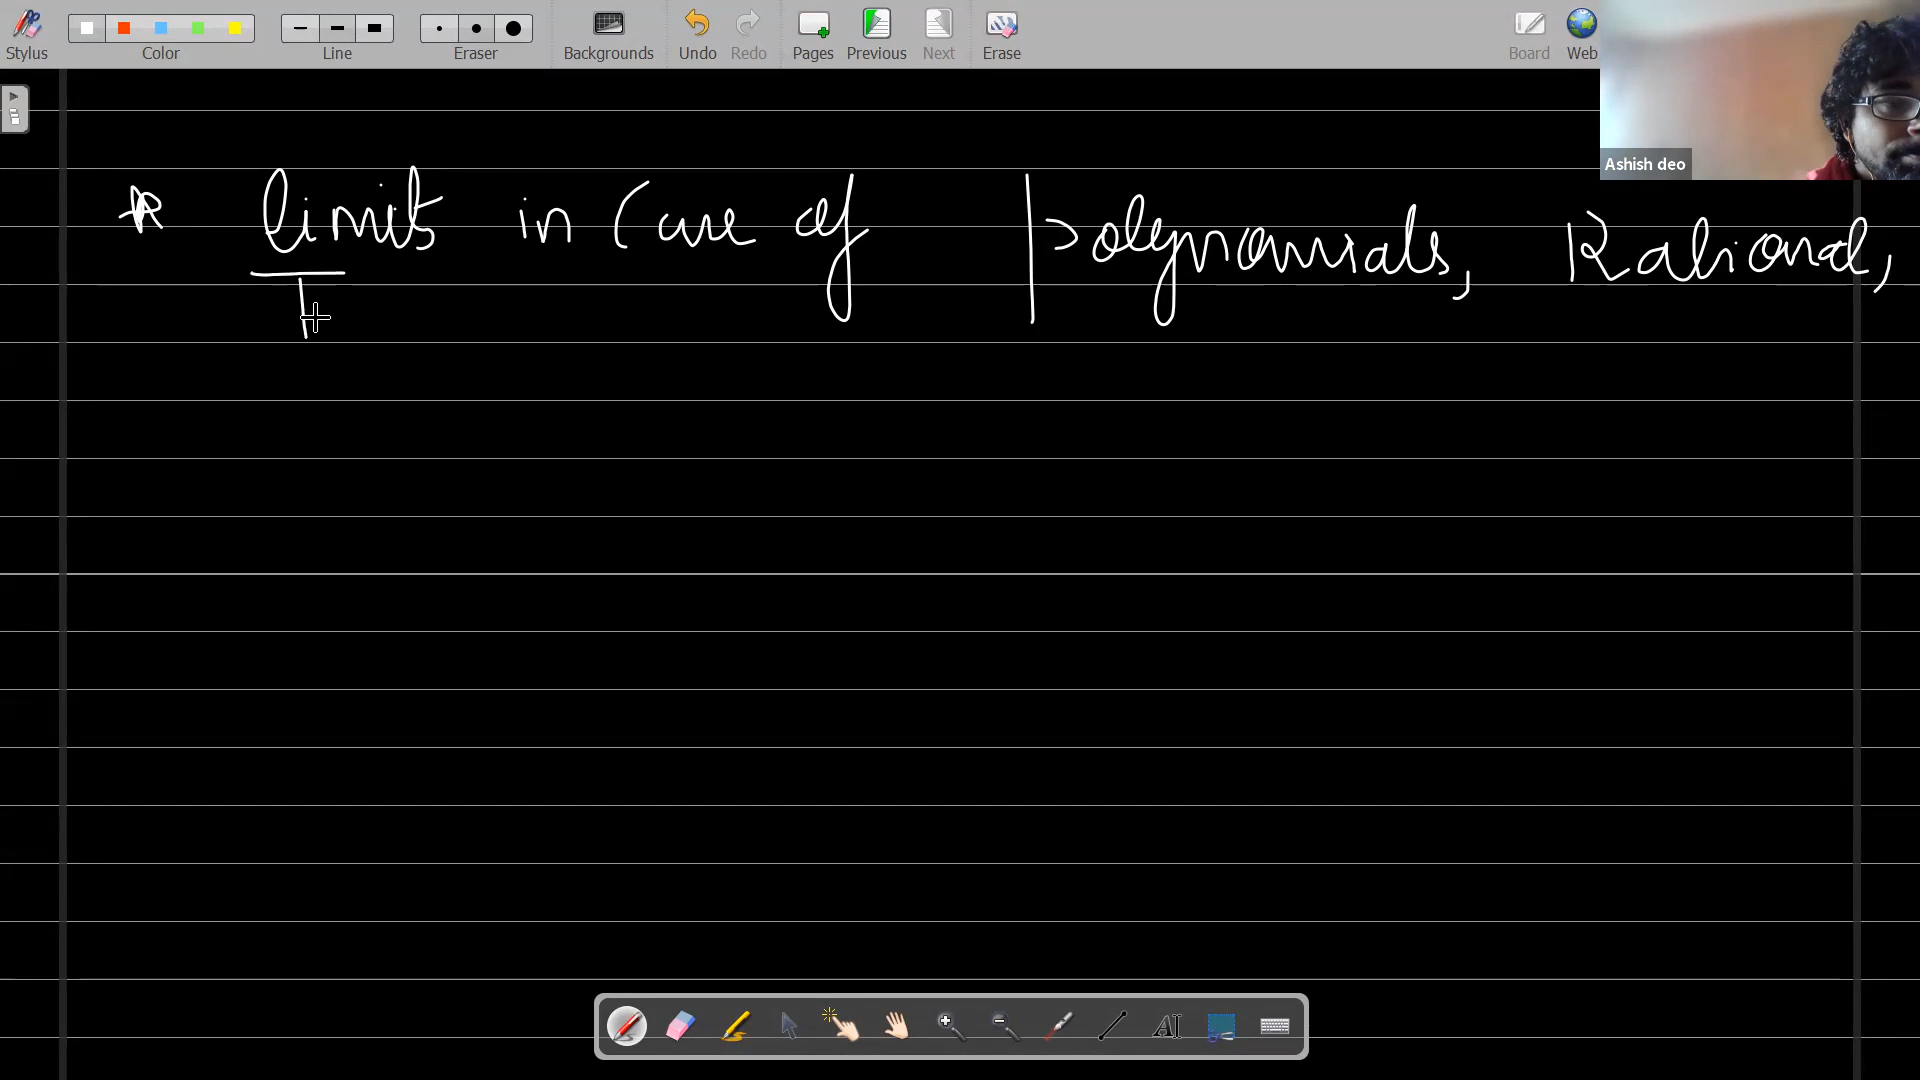 Stylus Color Line Eraser Backgrounds Undo Redo Pages Previous Next Erase Board Web
Ashish deo
* limits in Case of polynomials, Rational,
T